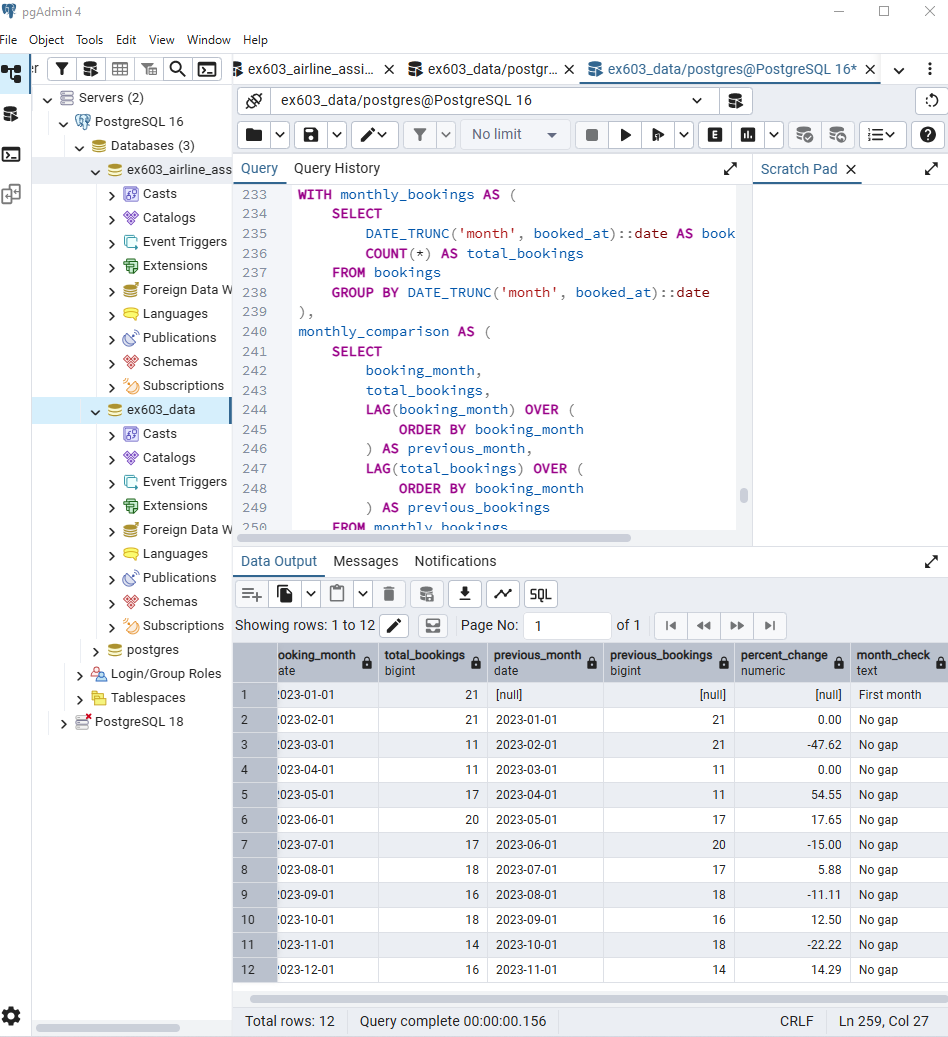 pgAdmin 4
File Object Tools Edit View Window Help
er
ex603_airline_assi...
ex603_data/postgr...
ex603_data/postgres@PostgreSQL 16*
Servers (2)
PostgreSQL 16
Databases (3)
ex603_airline_ass
Casts
Catalogs
Event Triggers
Extensions
Foreign Data W
Languages
Publications
Schemas
Subscriptions
ex603_data
Casts
Catalogs
Event Triggers
Extensions
Foreign Data W
Languages
Publications
Schemas
Subscriptions
postgres
Login/Group Roles
Tablespaces
PostgreSQL 18
ex603_data/postgres@PostgreSQL 16
No limit
E
Query Query History
Scratch Pad
233 WITH monthly_bookings AS (
234 SELECT
235 DATE_TRUNC('month', booked_at)::date AS book
236 COUNT(*) AS total_bookings
237 FROM bookings
238 GROUP BY DATE_TRUNC('month', booked_at)::date
239 ),
240 monthly_comparison AS (
241 SELECT
242 booking_month,
243 total_bookings,
244 LAG(booking_month) OVER (
245 ORDER BY booking_month
246 ) AS previous_month,
247 LAG(total_bookings) OVER (
248 ORDER BY booking_month
249 ) AS previous_bookings
250 FROM monthly_bookings
Data Output Messages Notifications
SQL
Showing rows: 1 to 12 Page No: 1 of 1
ooking_month total_bookings previous_month previous_bookings percent_change month_check
ate bigint date bigint numeric text
1 2023-01-01 21 [null] [null] [null] First month
2 2023-02-01 21 2023-01-01 21 0.00 No gap
3 2023-03-01 11 2023-02-01 21 -47.62 No gap
4 2023-04-01 11 2023-03-01 11 0.00 No gap
5 2023-05-01 17 2023-04-01 11 54.55 No gap
6 2023-06-01 20 2023-05-01 17 17.65 No gap
7 2023-07-01 17 2023-06-01 20 -15.00 No gap
8 2023-08-01 18 2023-07-01 17 5.88 No gap
9 2023-09-01 16 2023-08-01 18 -11.11 No gap
10 2023-10-01 18 2023-09-01 16 12.50 No gap
11 2023-11-01 14 2023-10-01 18 -22.22 No gap
12 2023-12-01 16 2023-11-01 14 14.29 No gap
Total rows: 12 Query complete 00:00:00.156 CRLF Ln 259, Col 27